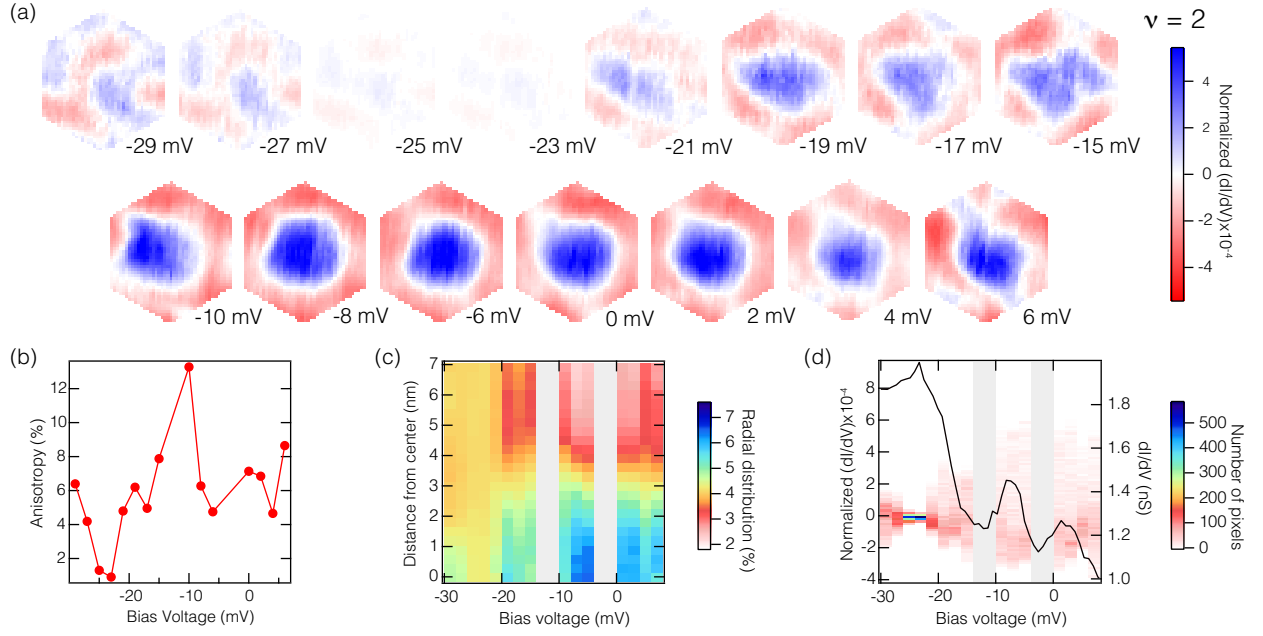 (a)
ν = 2
-29 mV
-27 mV
-25 mV
-23 mV
-21 mV
-19 mV
-17 mV
-15 mV
4
2
0
-2
-4
Normalized (dI/dV)x10⁻⁴
-10 mV
-8 mV
-6 mV
0 mV
2 mV
4 mV
6 mV
(b)
12
10
8
6
4
2
Anisotropy (%)
-20
-10
0
Bias Voltage (mV)
(c)
7
6
5
4
3
2
1
0
Distance from center (nm)
-30
-20
-10
0
Bias voltage (mV)
7
6
5
4
3
2
Radial distribution (%)
(d)
8
6
4
2
0
-2
-4
Normalized (dI/dV)x10⁻⁴
-30
-20
-10
0
Bias voltage (mV)
1.8
1.6
1.4
1.2
1.0
dI/dV (nS)
500
400
300
200
100
0
Number of pixels